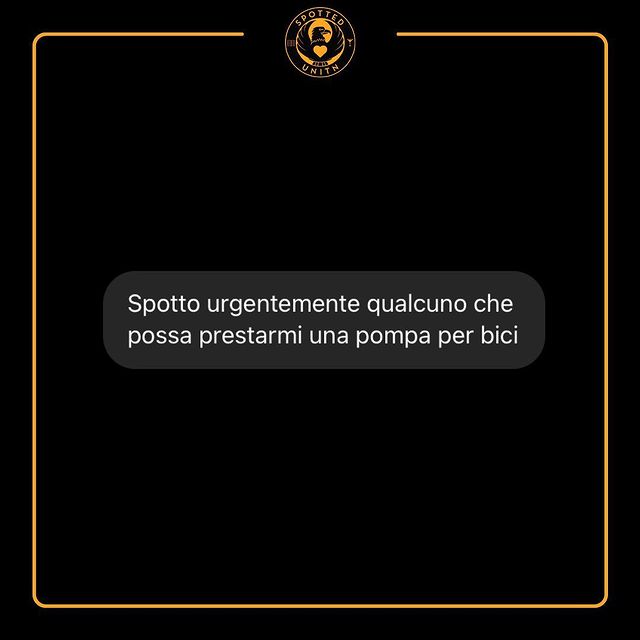 SPOTTED
UNITN
Spotto urgentemente qualcuno che
possa prestarmi una pompa per bici